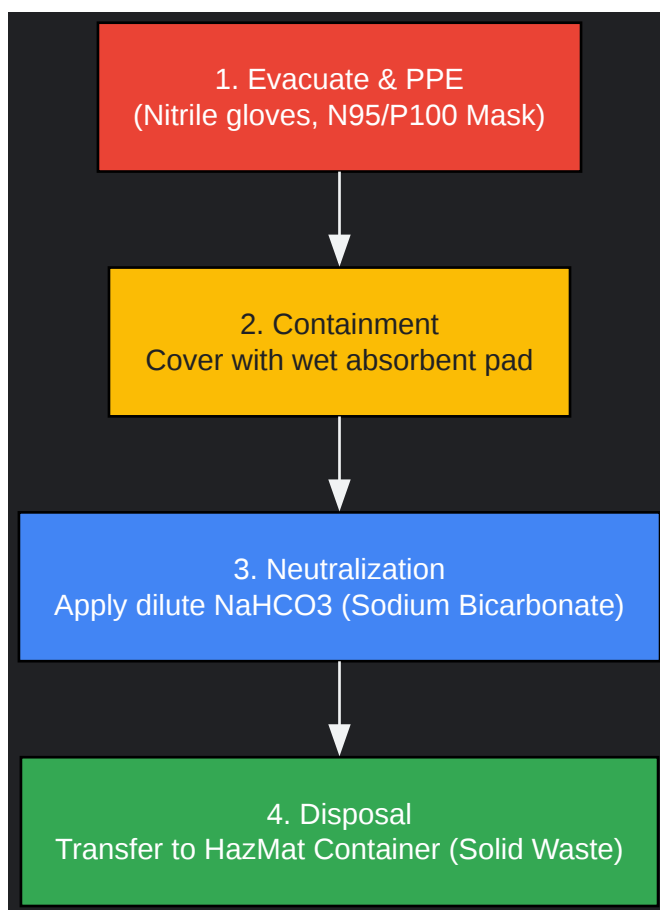 1. Evacuate & PPE
(Nitrile gloves, N95/P100 Mask)
2. Containment
Cover with wet absorbent pad
3. Neutralization
Apply dilute NaHCO3 (Sodium Bicarbonate)
4. Disposal
Transfer to HazMat Container (Solid Waste)